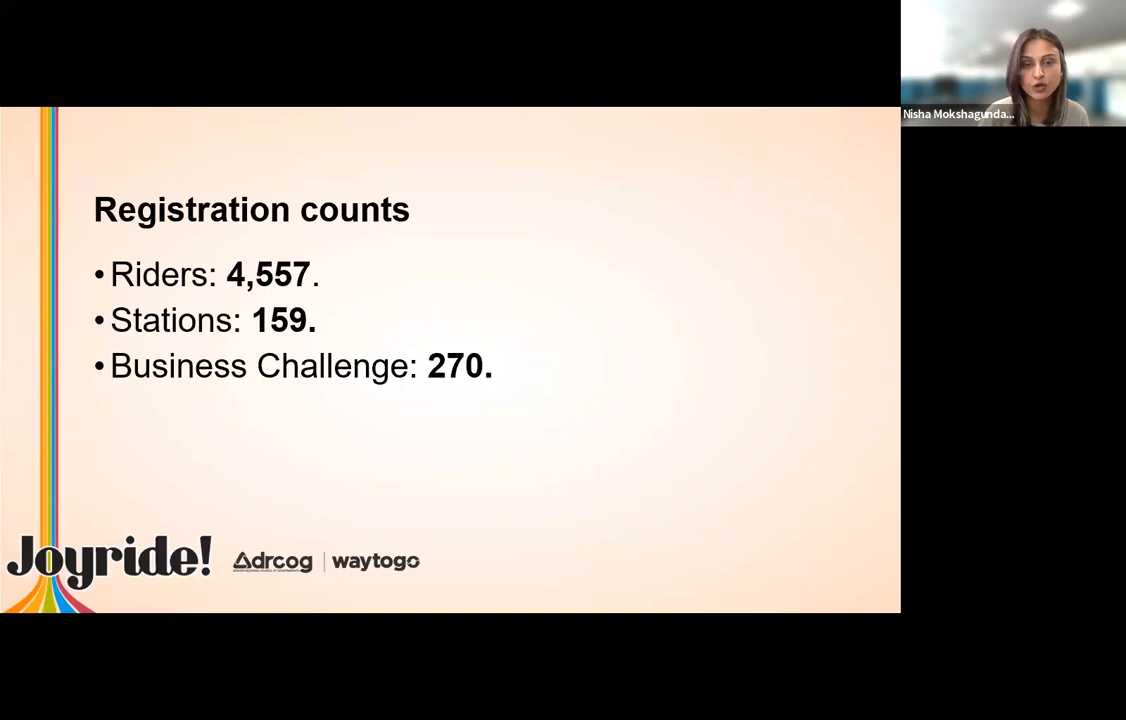 Nisha Mokshagunda...
Registration counts
• Riders: 4,557.
• Stations: 159.
• Business Challenge: 270.
Joyride!
drcog | waytogo